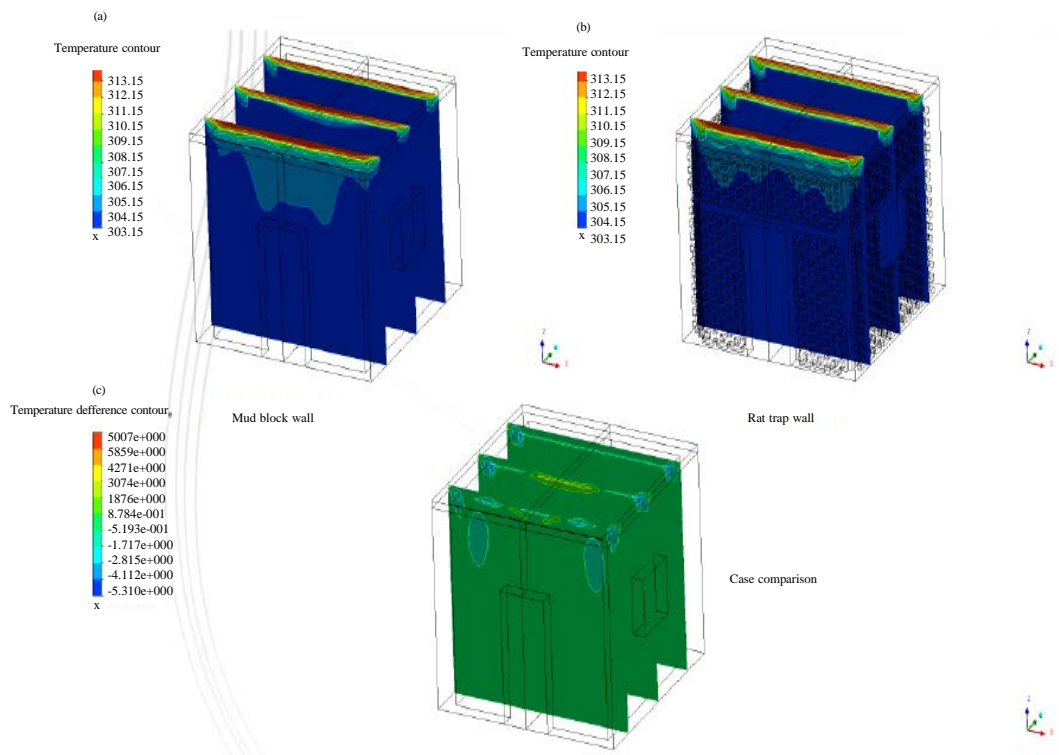 (a)
Temperature contour
313.15
312.15
311.15
310.15
309.15
308.15
307.15
306.15
305.15
304.15
303.15
x
Z
X
Mud block wall
(b)
Temperature contour
313.15
312.15
311.15
310.15
309.15
308.15
307.15
306.15
305.15
304.15
303.15
x
Z
X
Rat trap wall
(c)
Temperature defference contour
5007e+000
5859e+000
4271e+000
3074e+000
1876e+000
8.784e-001
-5.193e-001
-1.717e+000
-2.815e+000
-4.112e+000
-5.310e+000
x
Case comparison
Z
X